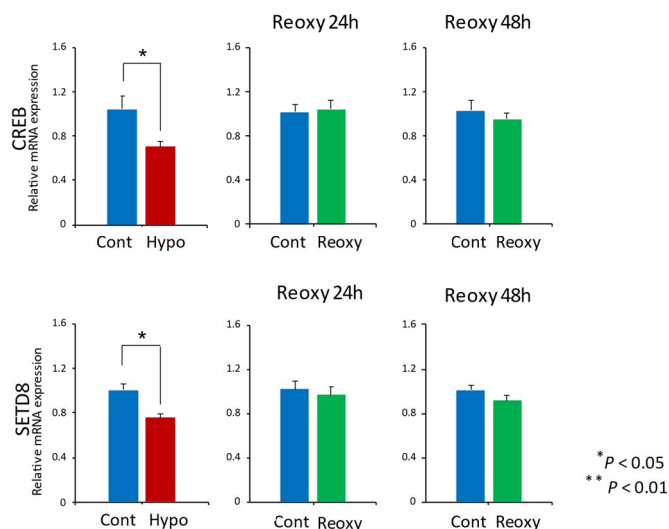 Reoxy 24h
Reoxy 48h
CREB
Relative mRNA expression
1.6
1.2
0.8
0.4
0
*
Cont Hypo
1.6
1.2
0.8
0.4
0
Cont Reoxy
1.6
1.2
0.8
0.4
0
Cont Reoxy
Reoxy 24h
Reoxy 48h
SETD8
Relative mRNA expression
1.6
1.2
0.8
0.4
0
*
Cont Hypo
1.6
1.2
0.8
0.4
0
Cont Reoxy
1.6
1.2
0.8
0.4
0
Cont Reoxy
*P < 0.05
**P < 0.01